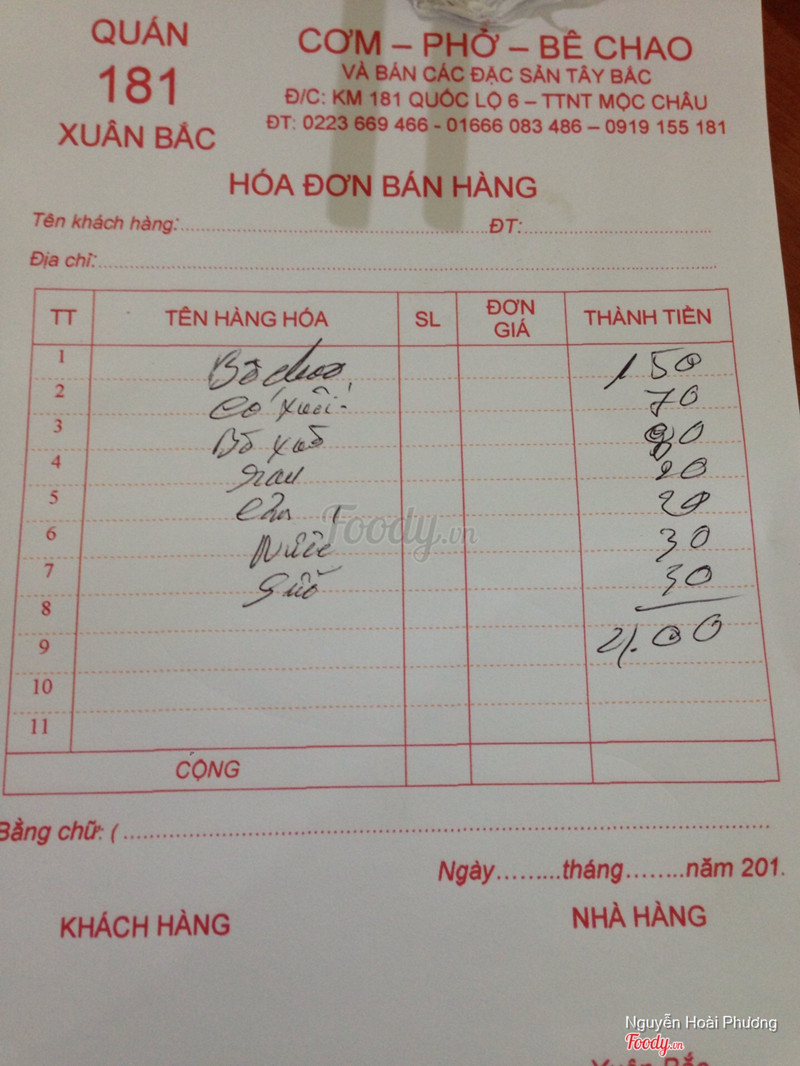 QUÁN
181
XUÂN BẮC
CƠM – PHỞ – BÊ CHAO
VÀ BÁN CÁC ĐẶC SẢN TÂY BẮC
Đ/C: KM 181 QUỐC LỘ 6 – TTNT MỘC CHÂU
ĐT: 0223 669 466 - 01666 083 486 – 0919 155 181
HÓA ĐƠN BÁN HÀNG
Tên khách hàng: ĐT:
Địa chỉ:
TT TÊN HÀNG HÓA SL ĐƠN GIÁ THÀNH TIỀN
1 Bê chao 150
2 70
3 Bò xào 80
4 rau 20
5 20
6 Nước 30
7 30
8
9 400
10
11
CỘNG
Bằng chữ: (
Ngày.........tháng........năm 201.
KHÁCH HÀNG NHÀ HÀNG
Foody.vn
Nguyễn Hoài Phương
Foody.vn
Xuân Bắc